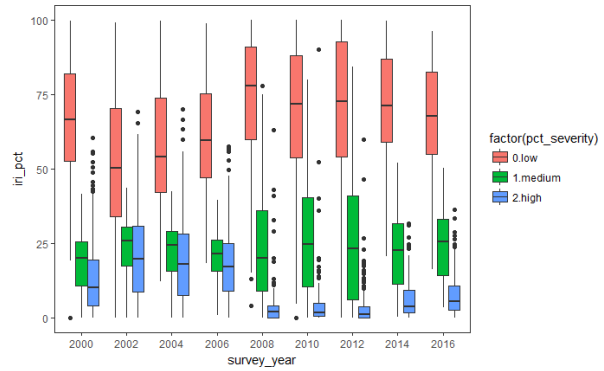 100
75
50
25
0
iri_pct
2000 2002 2004 2006 2008 2010 2012 2014 2016
survey_year
factor(pct_severity)
0.low
1.medium
2.high